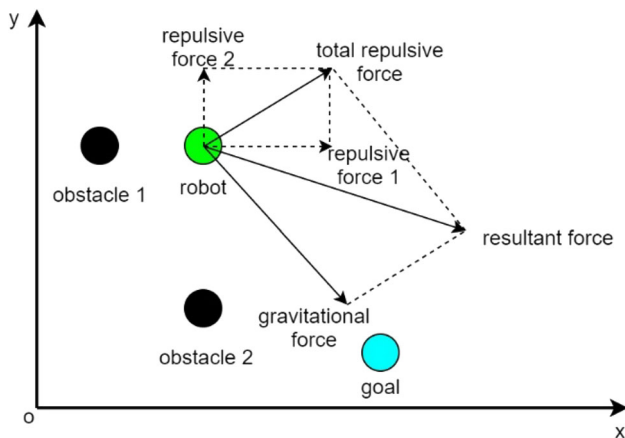 y
repulsive
force 2
total repulsive
force
repulsive
force 1
obstacle 1
robot
resultant force
gravitational
force
obstacle 2
goal
o
x